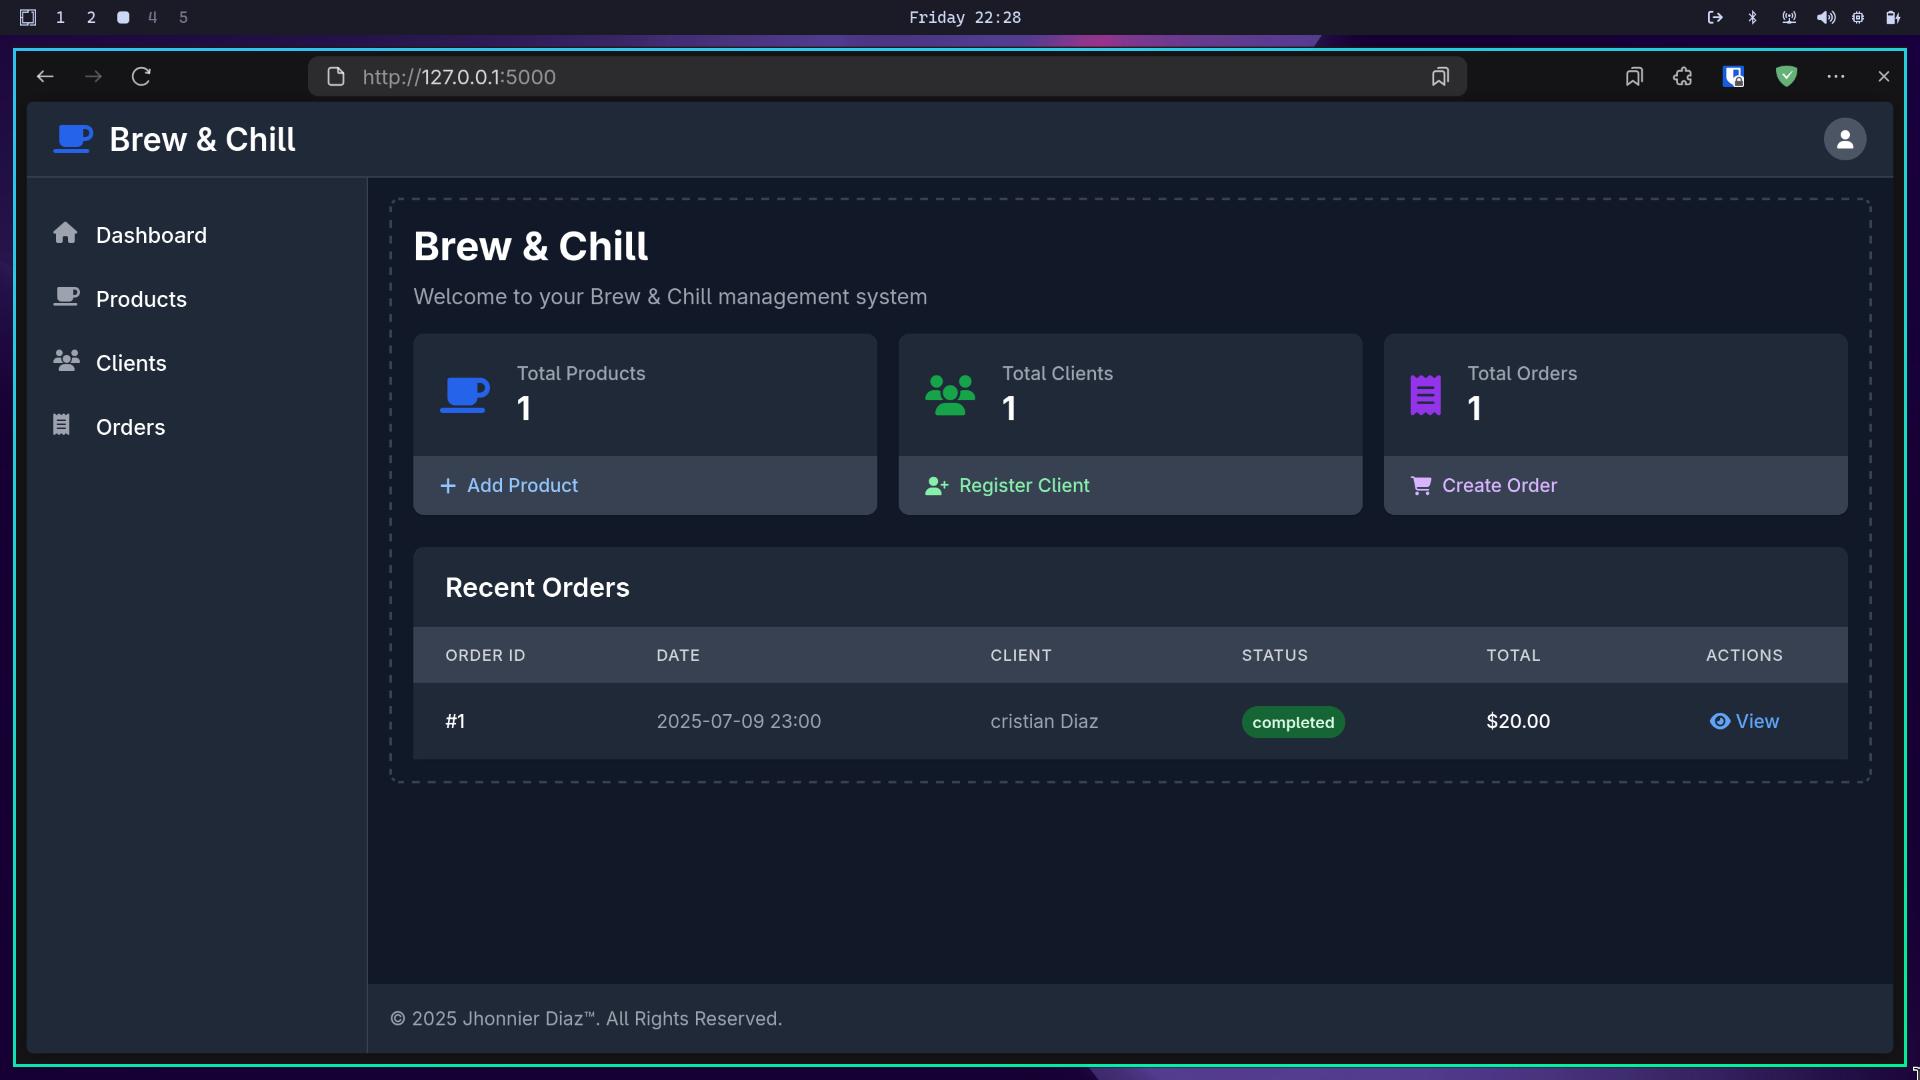 1 2 4 5 Friday 22:28
http://127.0.0.1:5000
Brew & Chill
Dashboard
Products
Clients
Orders
Brew & Chill
Welcome to your Brew & Chill management system
Total Products
1
Add Product
Total Clients
1
Register Client
Total Orders
1
Create Order
Recent Orders
ORDER ID DATE CLIENT STATUS TOTAL ACTIONS
#1 2025-07-09 23:00 cristian Diaz completed $20.00 View
© 2025 Jhonnier Diaz™. All Rights Reserved.